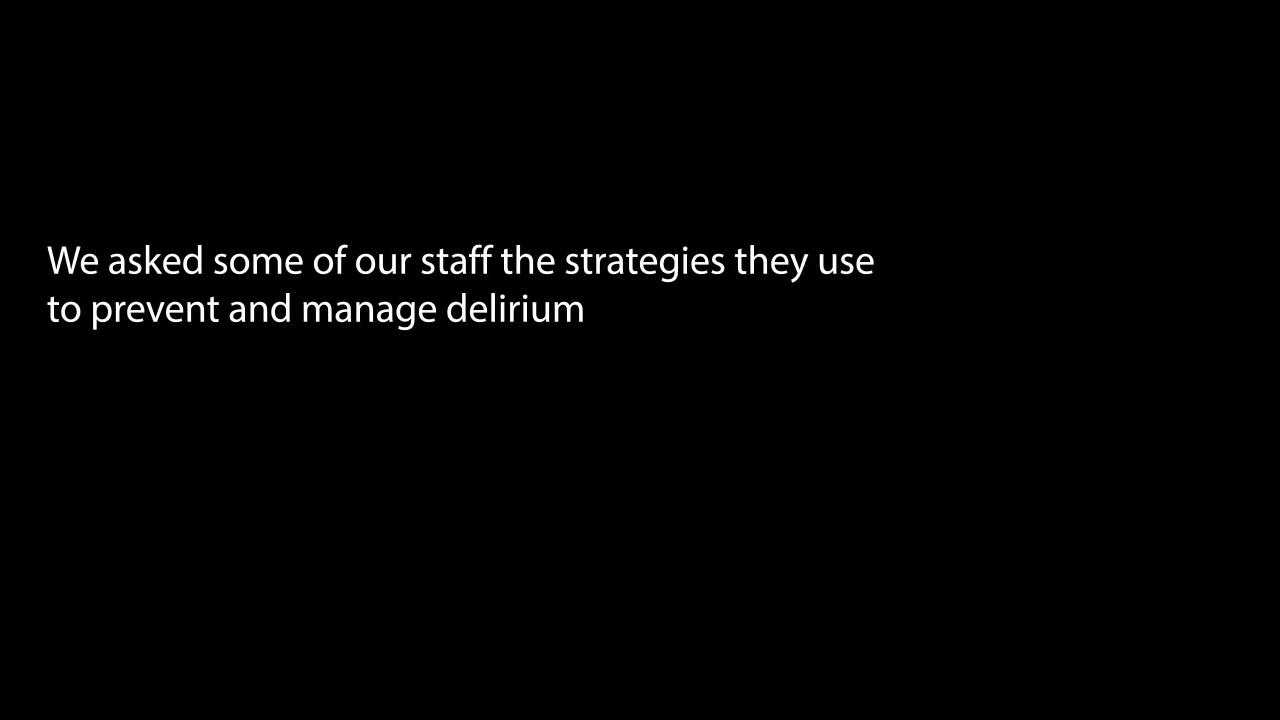 We asked some of our staff the strategies they use
to prevent and manage delirium